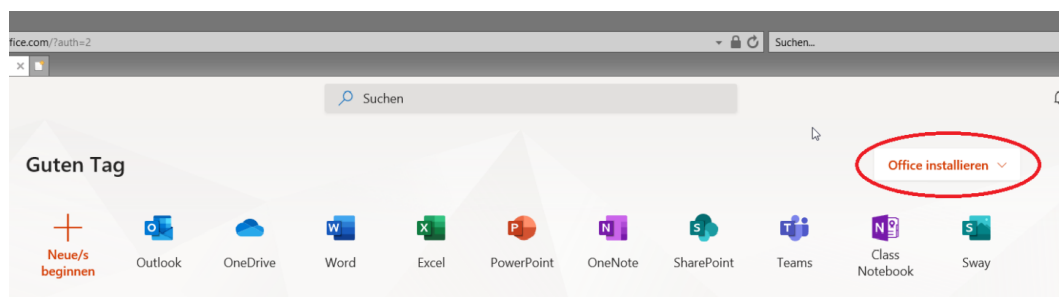 fice.com/?auth=2
Suchen...
Suchen
Guten Tag
Office installieren
Neue/s
beginnen
Outlook
OneDrive
Word
Excel
PowerPoint
OneNote
SharePoint
Teams
Class
Notebook
Sway